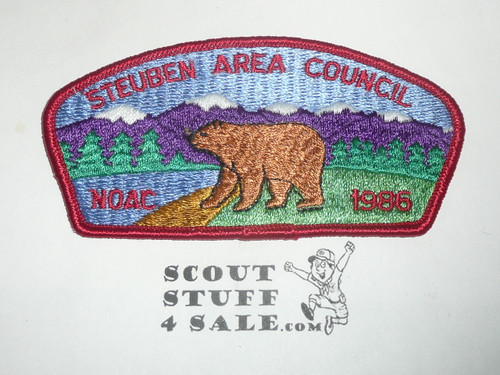 STEUBEN AREA COUNCIL
NOAC 1986
SCOUT
STUFF
4 SALE.com